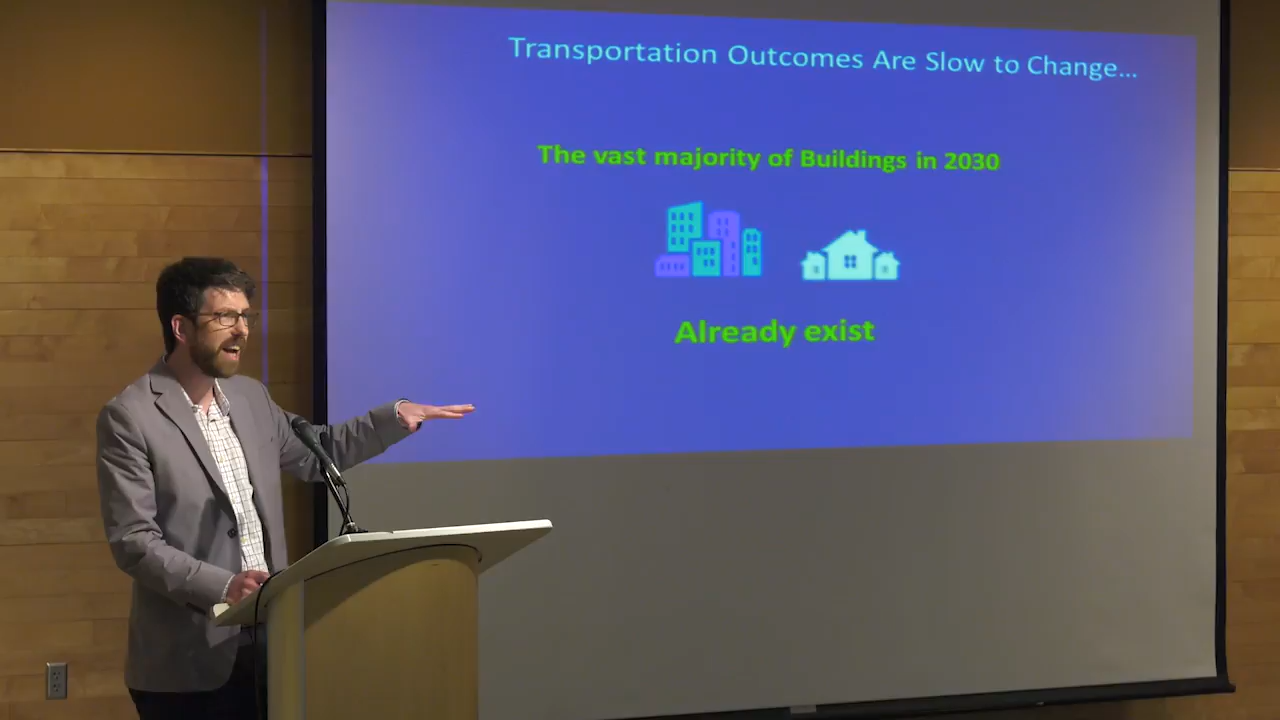 Transportation Outcomes Are Slow to Change...
The vast majority of Buildings in 2030
Already exist